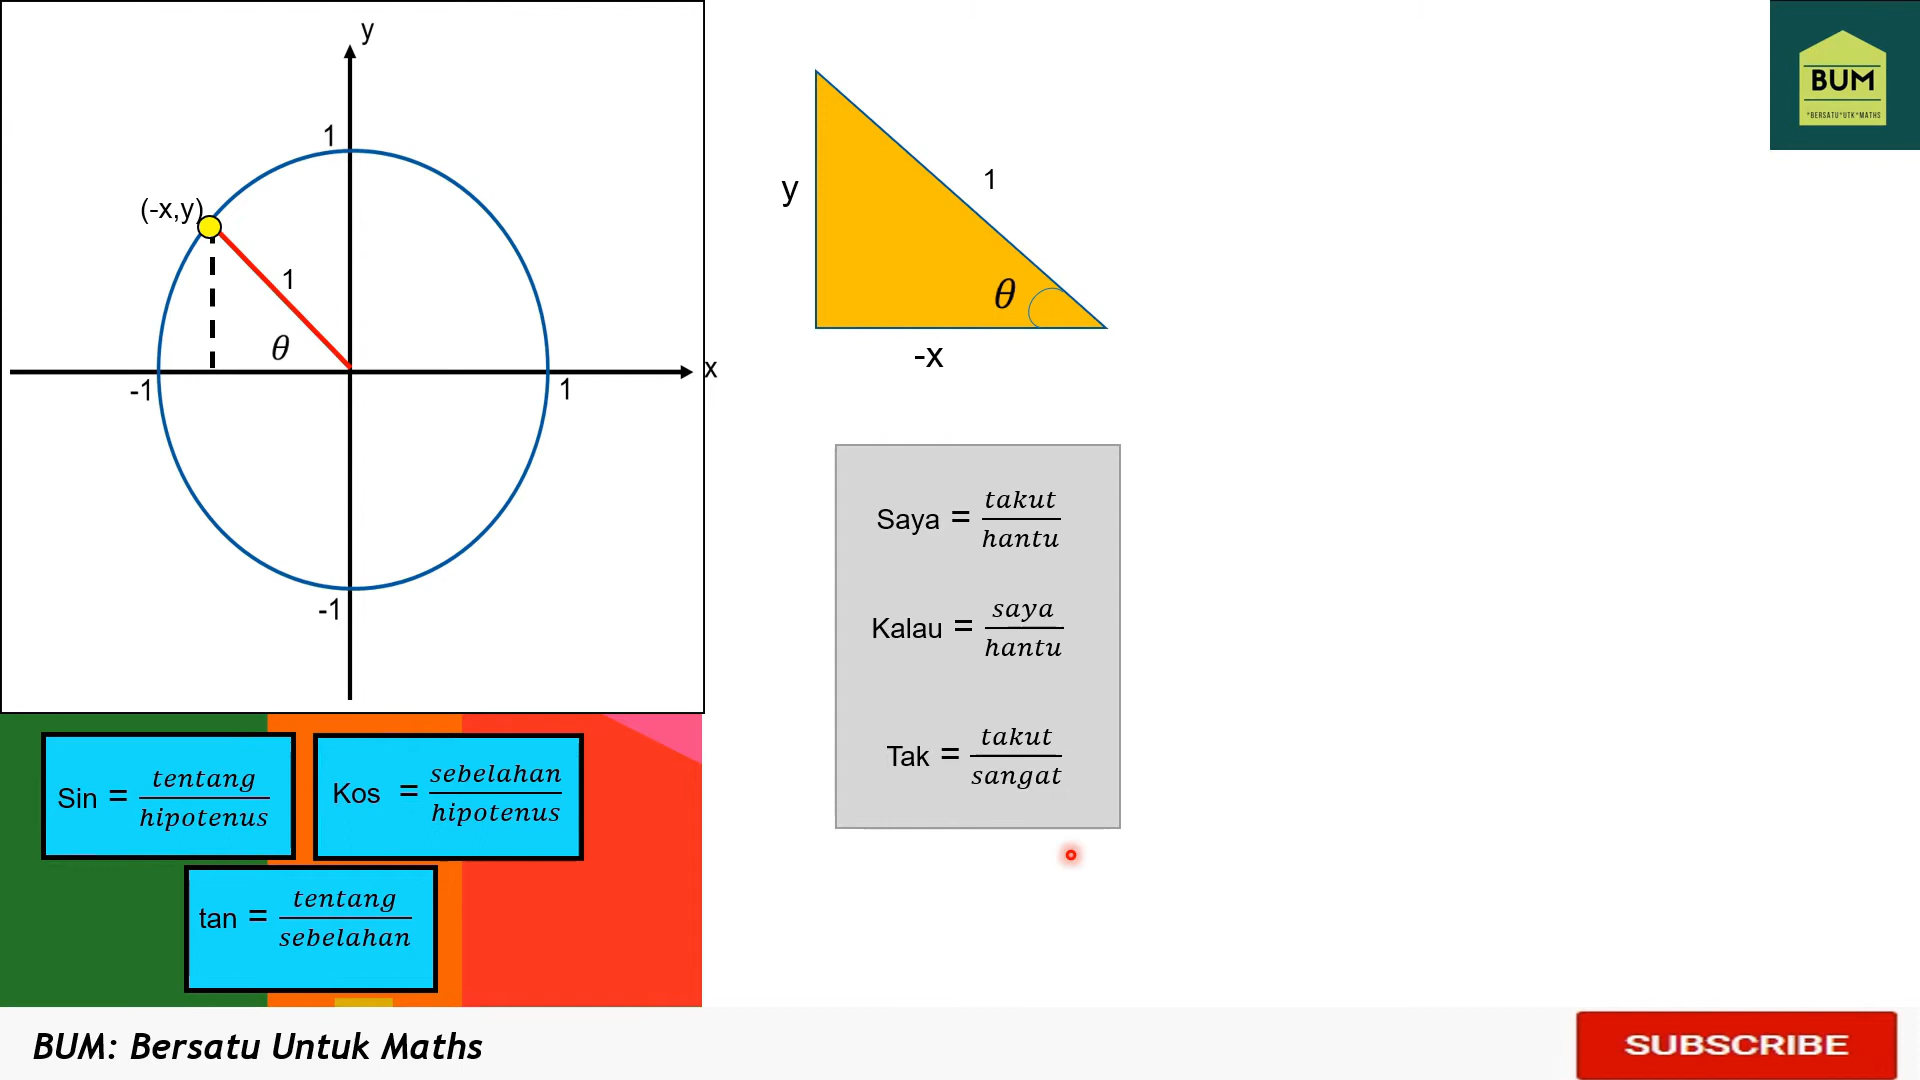 y
1
(-x,y)
1
θ
x
-1
1
-1
y
1
θ
-x
Saya = takut/hantu
Kalau = saya/hantu
Tak = takut/sangat
Sin = tentang/hipotenus
Kos = sebelahan/hipotenus
tan = tentang/sebelahan
BUM
*BERSATU*UTK*MATHS
BUM: Bersatu Untuk Maths
SUBSCRIBE